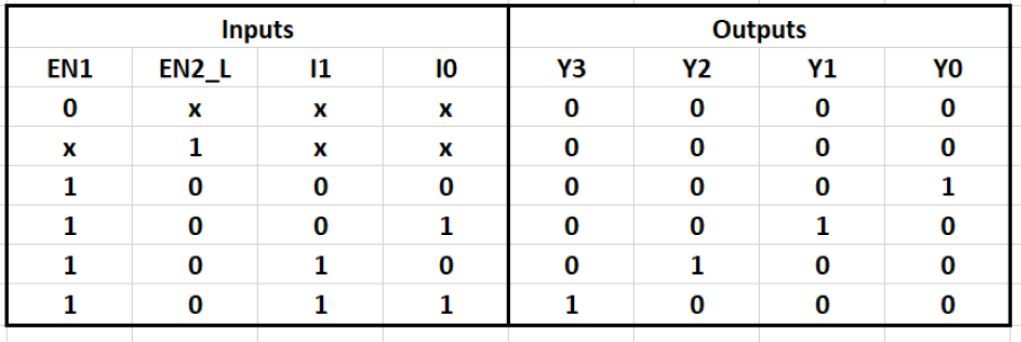 Inputs Outputs
EN1 EN2_L I1 I0 Y3 Y2 Y1 Y0
0 x x x 0 0 0 0
x 1 x x 0 0 0 0
1 0 0 0 0 0 0 1
1 0 0 1 0 0 1 0
1 0 1 0 0 1 0 0
1 0 1 1 1 0 0 0